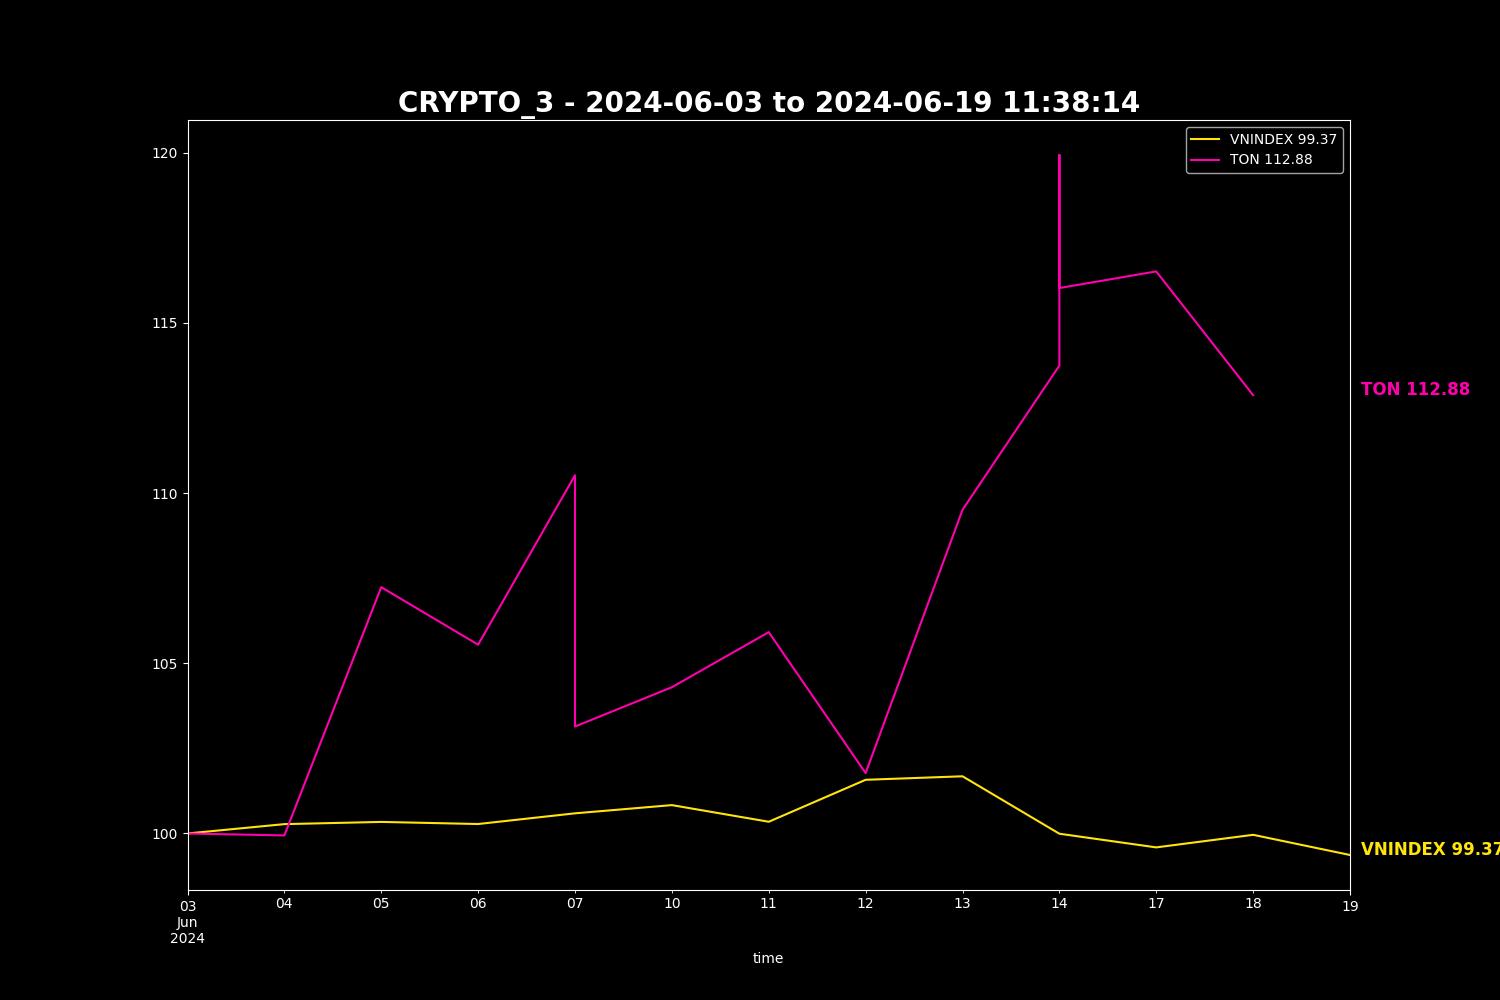 CRYPTO_3 - 2024-06-03 to 2024-06-19 11:38:14
VNINDEX 99.37
TON 112.88
120
115
110
105
100
TON 112.88
VNINDEX 99.37
03 04 05 06 07 10 11 12 13 14 17 18 19
Jun
2024
time